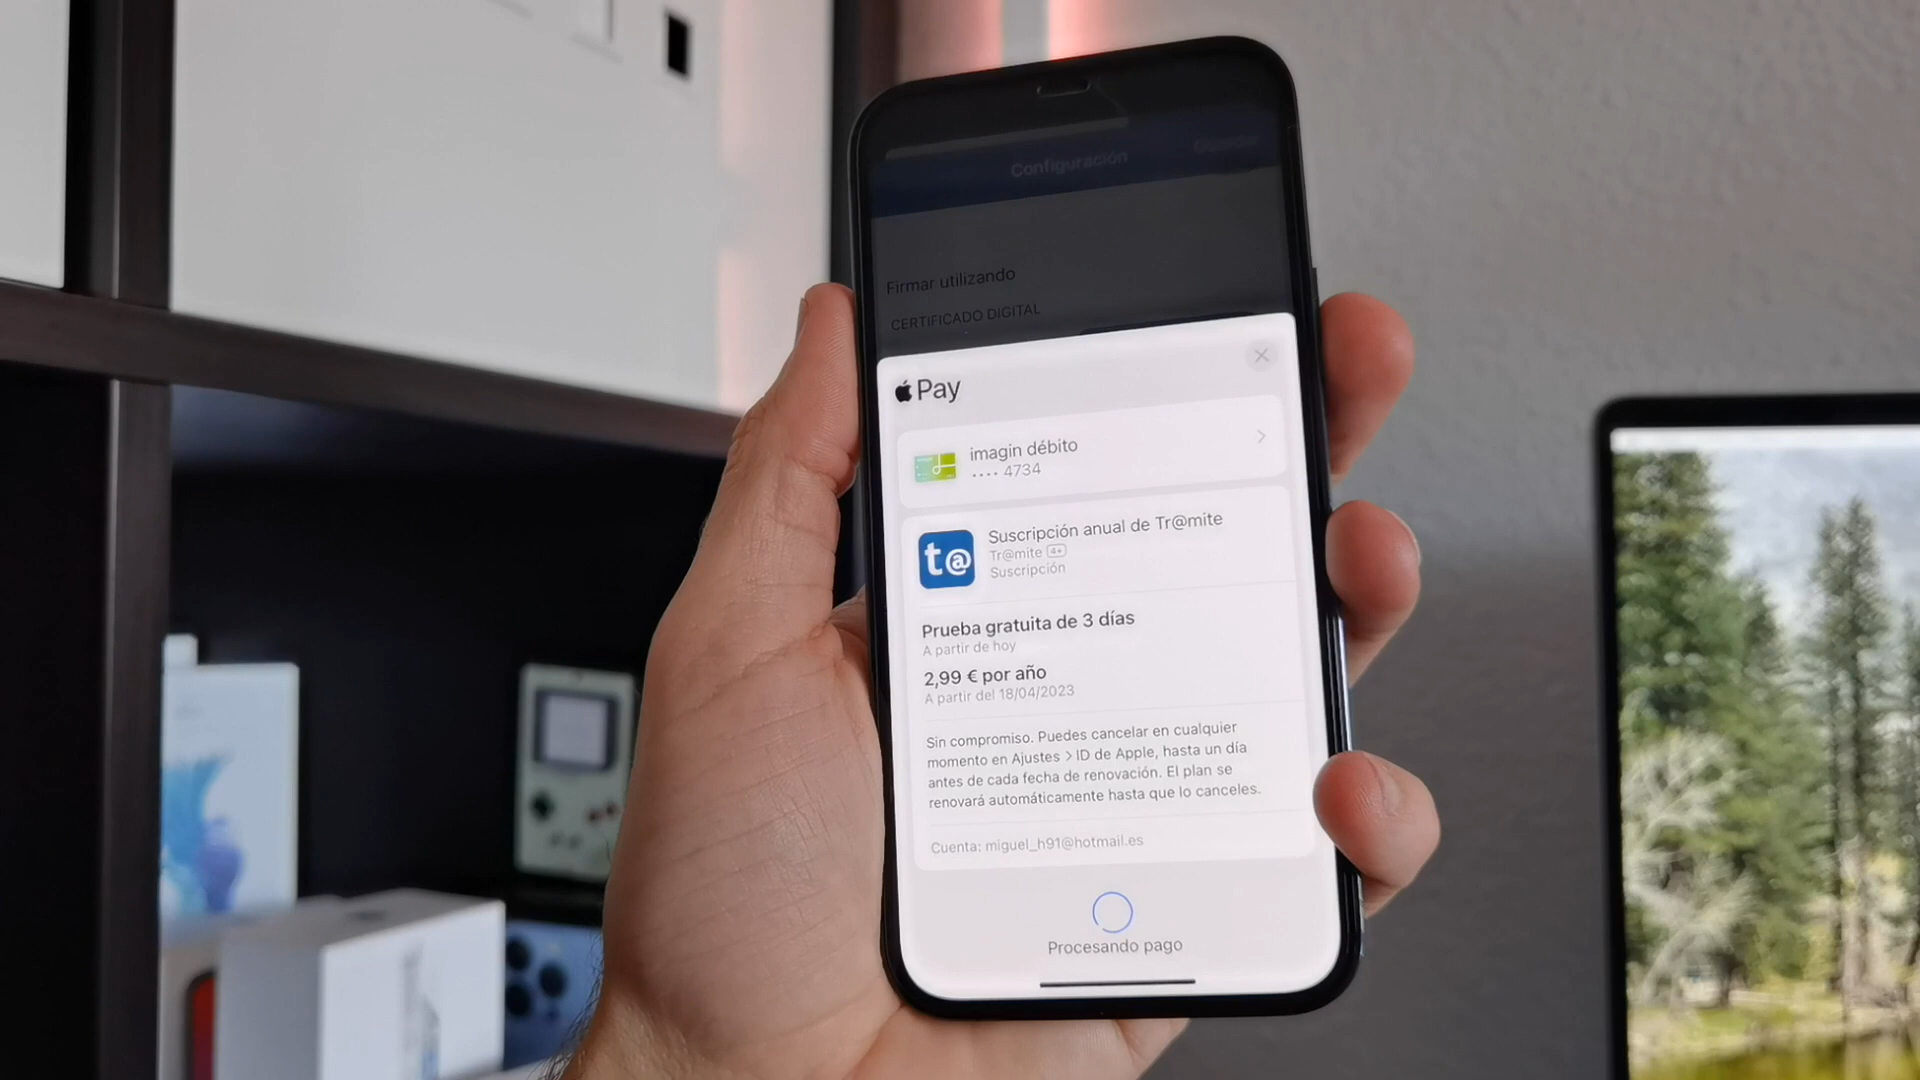 Configuración
Firmar utilizando
CERTIFICADO DIGITAL
Pay
imagin débito
•••• 4734
t@
Suscripción anual de Tr@mite
Tr@mite 4+
Suscripción
Prueba gratuita de 3 días
A partir de hoy
2,99 € por año
A partir del 18/04/2023
Sin compromiso. Puedes cancelar en cualquier
momento en Ajustes > ID de Apple, hasta un día
antes de cada fecha de renovación. El plan se
renovará automáticamente hasta que lo canceles.
Cuenta: miguel_h91@hotmail.es
Procesando pago